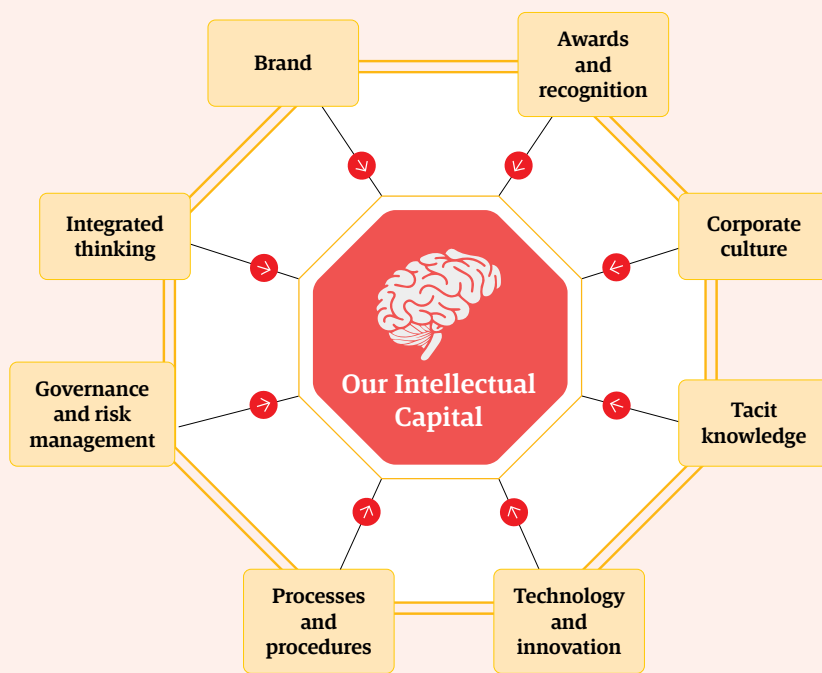 Brand
Awards
and
recognition
Integrated
thinking
Corporate
culture
Our Intellectual
Capital
Governance
and risk
management
Tacit
knowledge
Processes
and
procedures
Technology
and
innovation